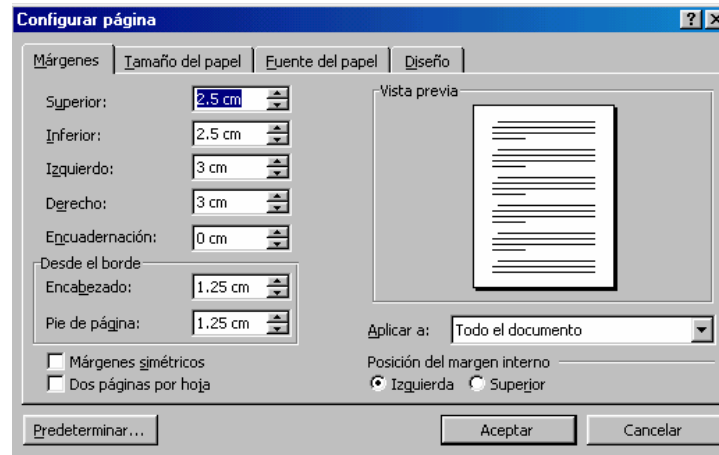 Configurar página
Márgenes Tamaño del papel Fuente del papel Diseño
Superior: 2.5 cm
Vista previa
Inferior: 2.5 cm
Izquierdo: 3 cm
Derecho: 3 cm
Encuadernación: 0 cm
Desde el borde
Encabezado: 1.25 cm
Pie de página: 1.25 cm
Aplicar a: Todo el documento
Márgenes simétricos
Dos páginas por hoja
Posición del margen interno
Izquierda Superior
Predeterminar... Aceptar Cancelar